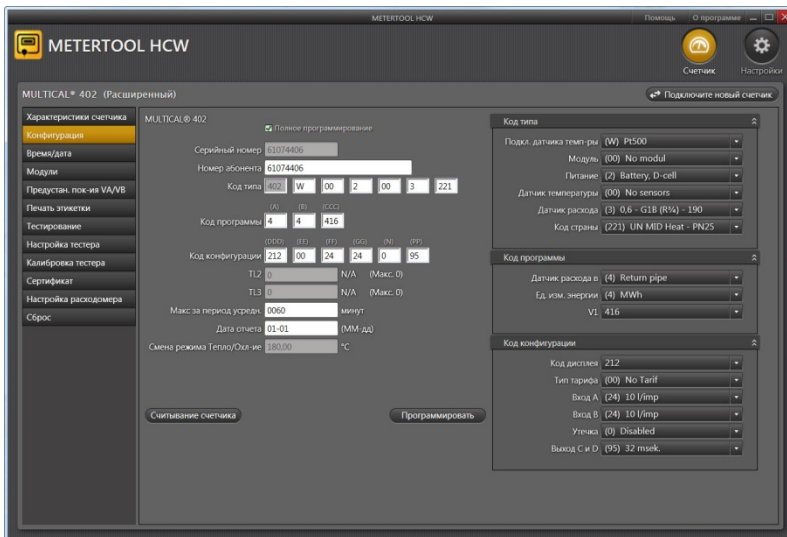 METERTOOL HCW
Помощь О программе
METERTOOL HCW
Счетчик Настройки
MULTICAL® 402 (Расширенный)
Подключите новый счетчик
Характеристики счетчика
Конфигурация
Время/дата
Модули
Предустан. пок-ия VA/VB
Печать этикетки
Тестирование
Настройка тестера
Калибровка тестера
Сертификат
Настройка расходомера
Сброс
MULTICAL® 402
Полное программирование
Серийный номер 61074406
Номер абонента 61074406
Код типа 402 W 00 2 00 3 221
(A) (B) (CCC)
Код программы 4 4 416
(DDD) (EE) (FF) (GG) (N) (PP)
Код конфигурации 212 00 24 24 0 95
TL2 0 N/A (Макс. 0)
TL3 0 N/A (Макс. 0)
Макс за период усредн. 0060 минут
Дата отчета 01-01 (ММ-дд)
Смена режима Тепло/Охл-ие 180,00 °C
Считывание счетчика Программировать
Код типа
Подкл. датчика темп-ры (W) Pt500
Модуль (00) No modul
Питание (2) Battery, D-cell
Датчик температуры (00) No sensors
Датчик расхода (3) 0,6 - G1B (R¾) - 190
Код страны (221) UN MID Heat - PN25
Код программы
Датчик расхода в (4) Return pipe
Ед. изм. энергии (4) MWh
V1 416
Код конфигурации
Код дисплея 212
Тип тарифа (00) No Tarif
Вход A (24) 10 l/imp
Вход B (24) 10 l/imp
Утечка (0) Disabled
Выход C и D (95) 32 msek.